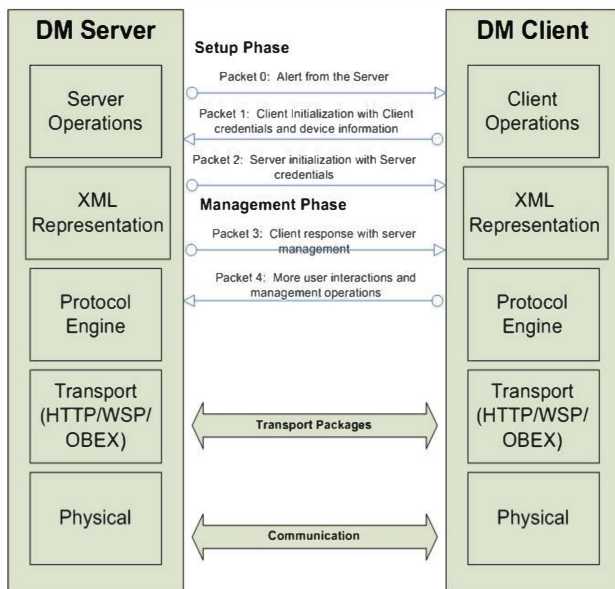 DM Server
Server
Operations
XML
Representation
Protocol
Engine
Transport
(HTTP/WSP/
OBEX)
Physical
Setup Phase
Packet 0: Alert from the Server
Packet 1: Client Initialization with Client
credentials and device information
Packet 2: Server initialization with Server
credentials
Management Phase
Packet 3: Client response with server
management
Packet 4: More user interactions and
management operations
Transport Packages
Communication
DM Client
Client
Operations
XML
Representation
Protocol
Engine
Transport
(HTTP/WSP/
OBEX)
Physical